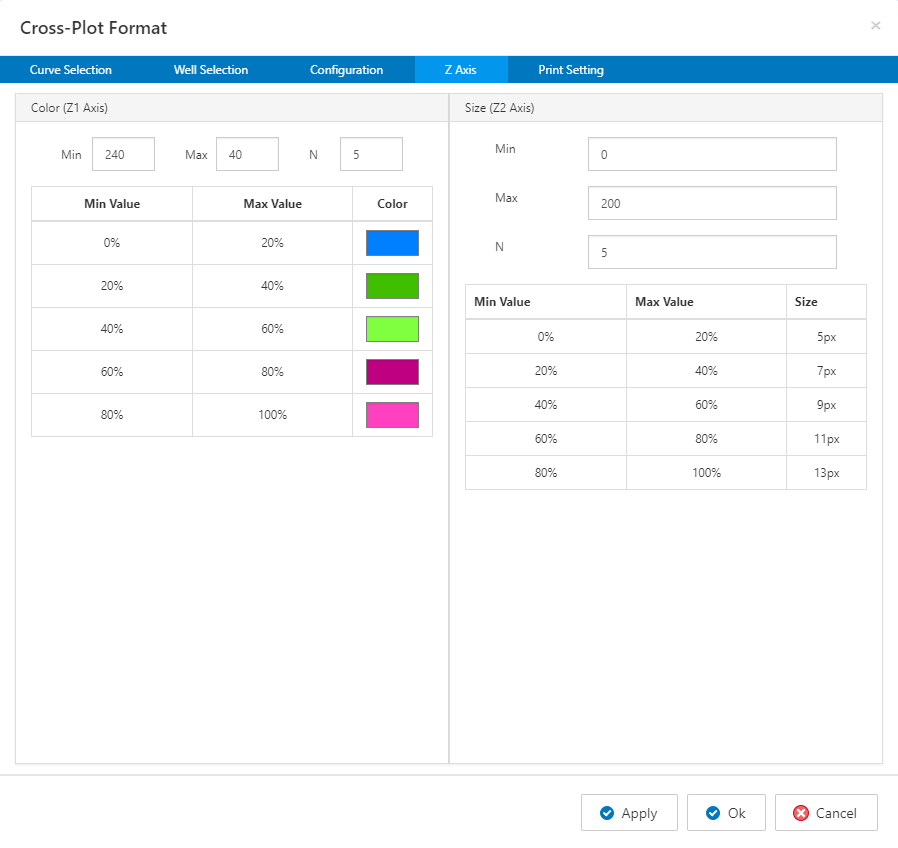 Cross-Plot Format
×
Curve Selection Well Selection Configuration Z Axis Print Setting
Color (Z1 Axis)
Min 240 Max 40 N 5
Min Value Max Value Color
0% 20%
20% 40%
40% 60%
60% 80%
80% 100%
Size (Z2 Axis)
Min 0
Max 200
N 5
Min Value Max Value Size
0% 20% 5px
20% 40% 7px
40% 60% 9px
60% 80% 11px
80% 100% 13px
Apply Ok Cancel